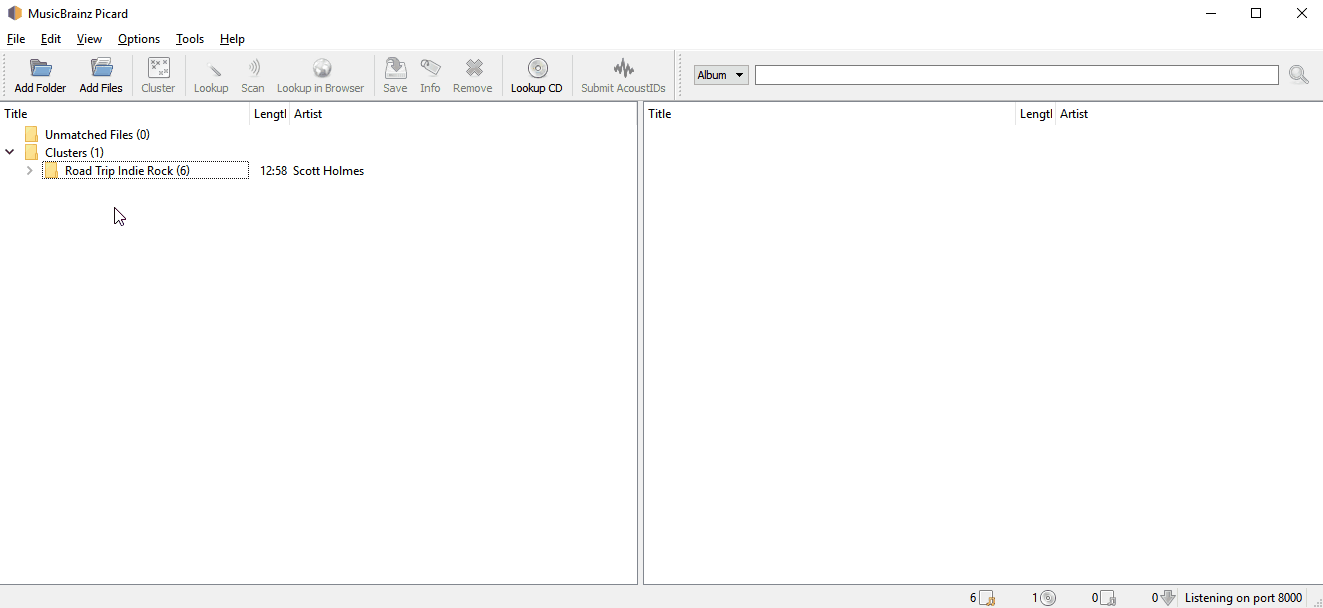 MusicBrainz Picard
File Edit View Options Tools Help
Add Folder Add Files Cluster Lookup Scan Lookup in Browser Save Info Remove Lookup CD Submit AcoustIDs Album
Title Lengtl Artist Title Lengtl Artist
Unmatched Files (0)
Clusters (1)
Road Trip Indie Rock (6) 12:58 Scott Holmes
6 1 0 0 Listening on port 8000